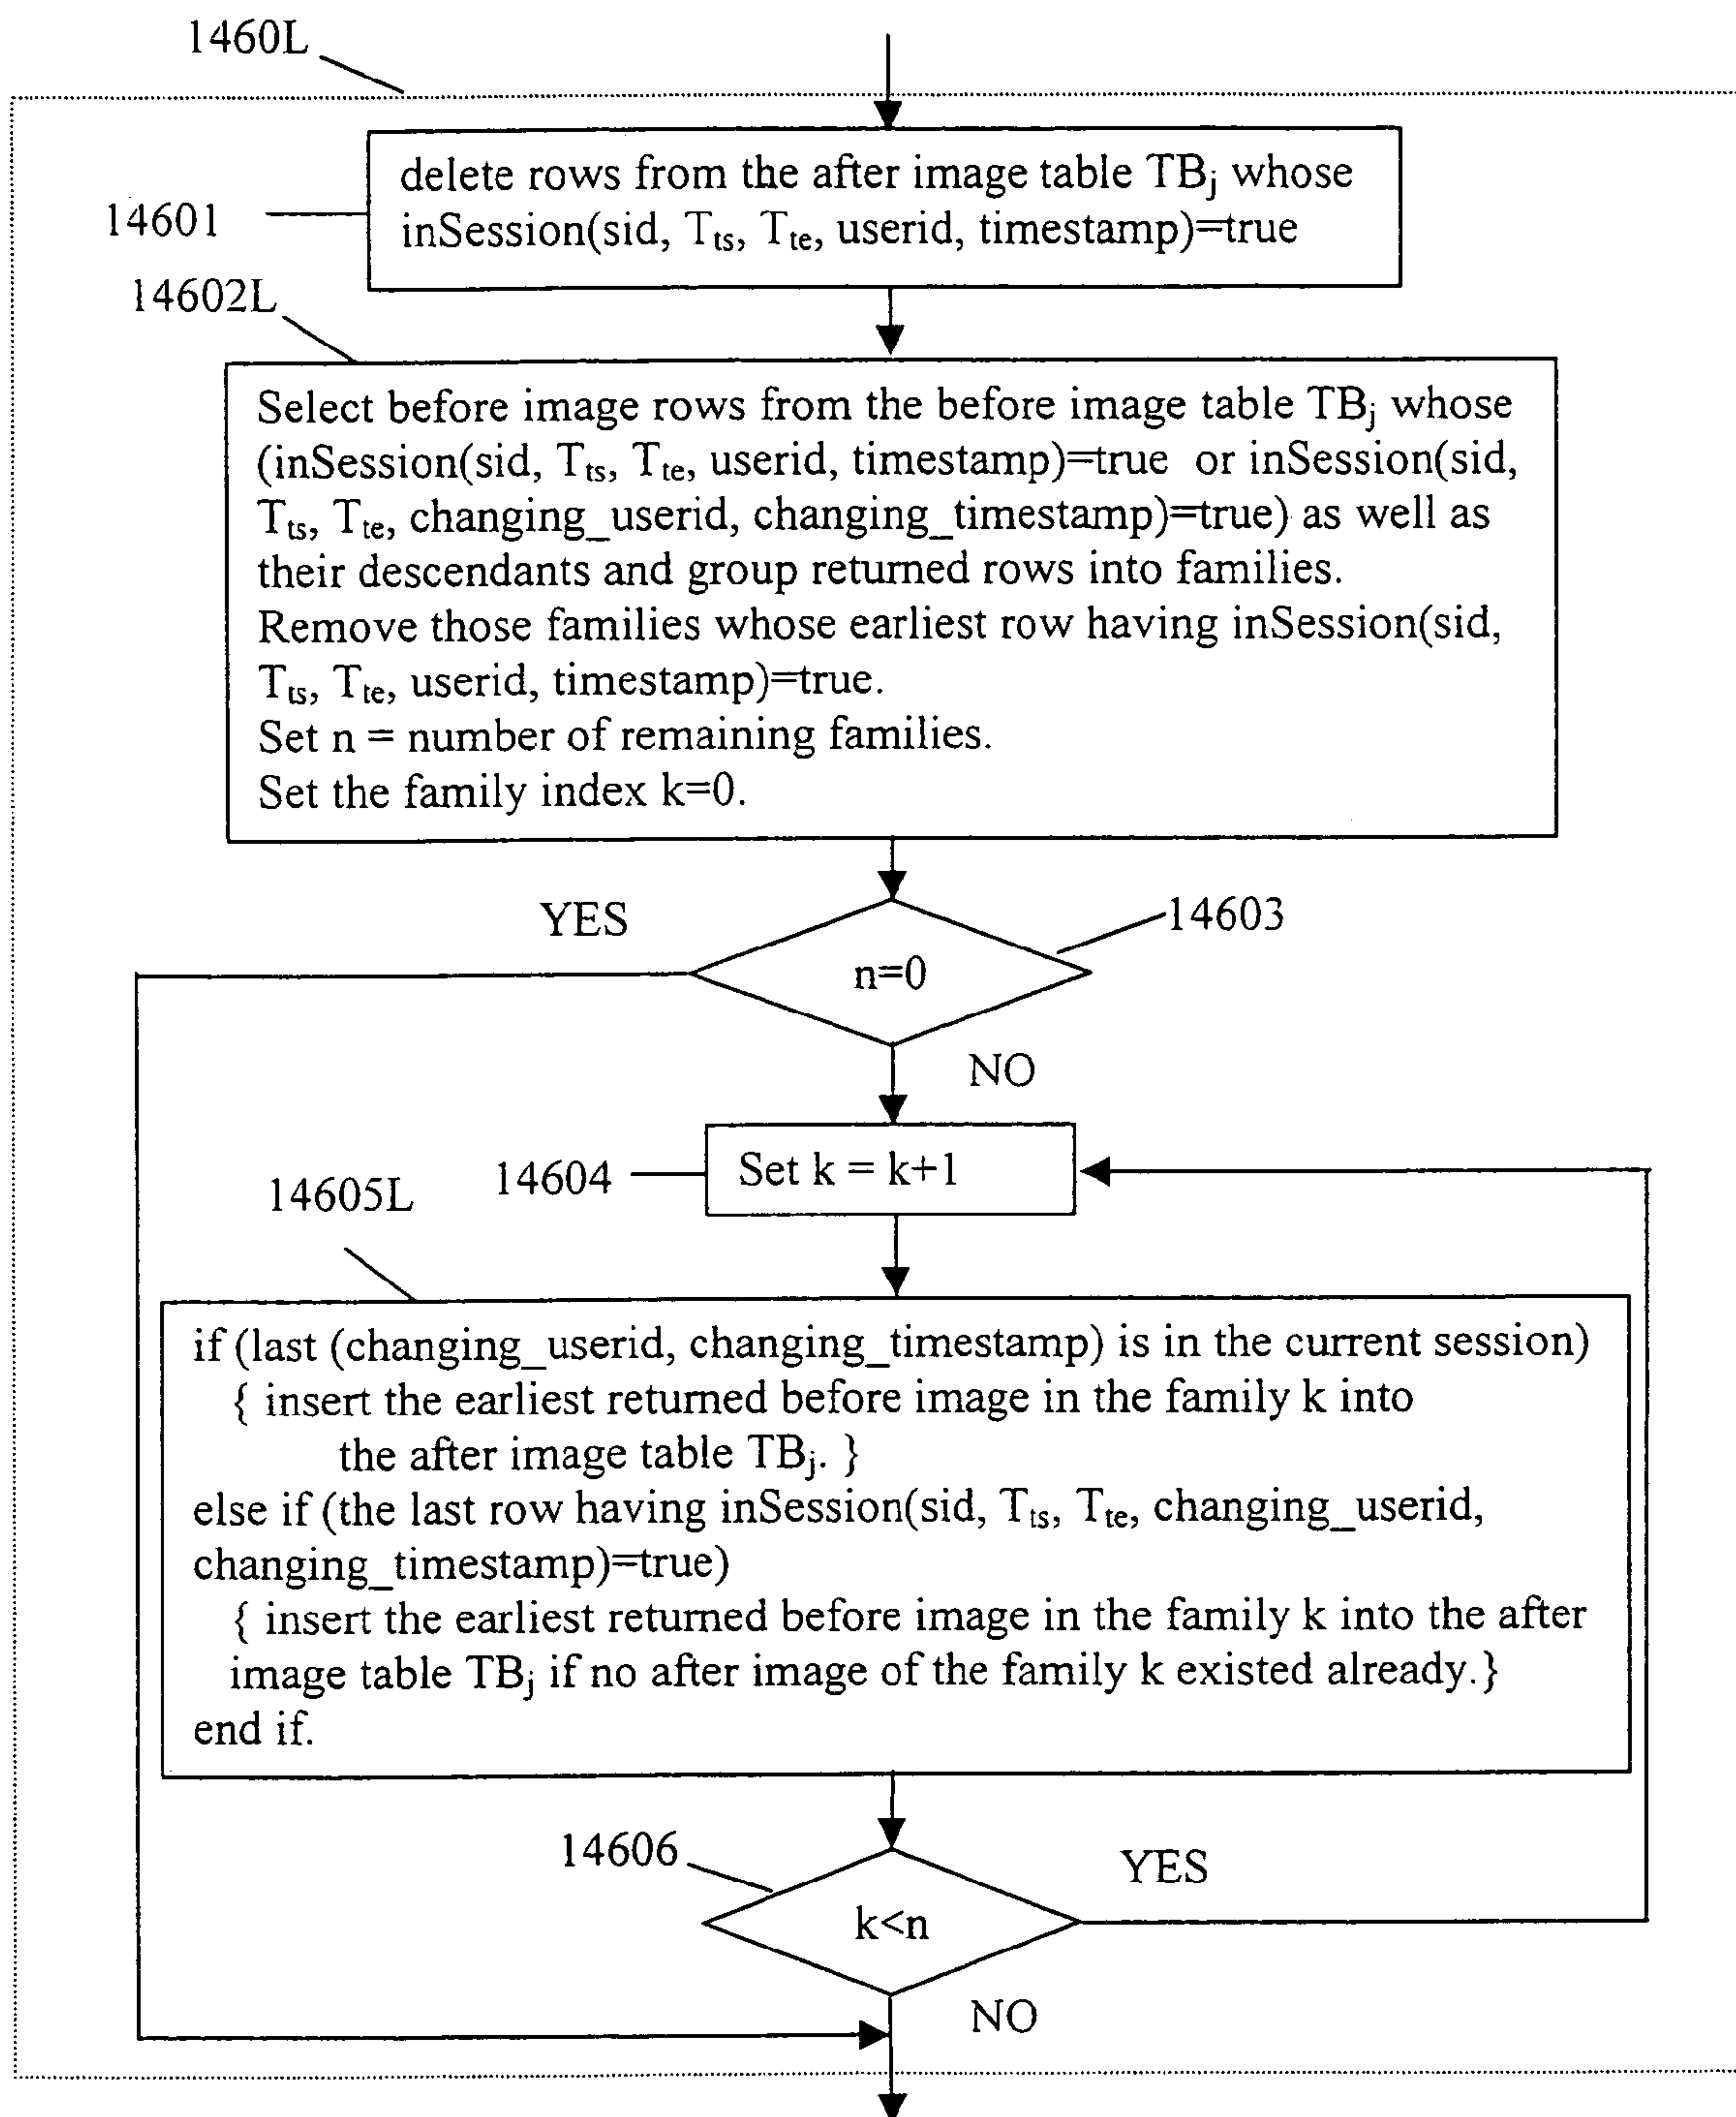 1460L
14601
delete rows from the after image table TBj whose
inSession(sid, Tts, Tte, userid, timestamp)=true
14602L
Select before image rows from the before image table TBj whose
(inSession(sid, Tts, Tte, userid, timestamp)=true or inSession(sid,
Tts, Tte, changing_userid, changing_timestamp)=true) as well as
their descendants and group returned rows into families.
Remove those families whose earliest row having inSession(sid,
Tts, Tte, userid, timestamp)=true.
Set n = number of remaining families.
Set the family index k=0.
YES
14603
n=0
NO
14604
Set k = k+1
14605L
if (last (changing_userid, changing_timestamp) is in the current session)
{ insert the earliest returned before image in the family k into
the after image table TBj. }
else if (the last row having inSession(sid, Tts, Tte, changing_userid,
changing_timestamp)=true)
{ insert the earliest returned before image in the family k into the after
image table TBj if no after image of the family k existed already.}
end if.
14606
YES
k<n
NO